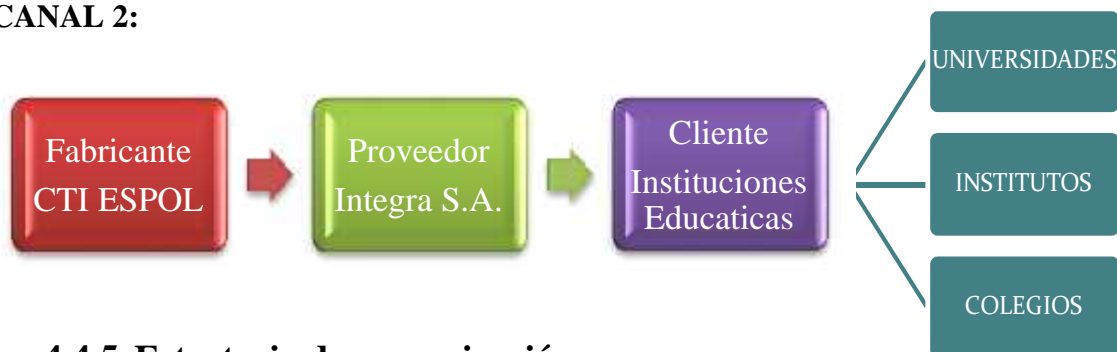 CANAL 2:
Fabricante
CTI ESPOL
Proveedor
Integra S.A.
Cliente
Instituciones
Educaticas
UNIVERSIDADES
INSTITUTOS
COLEGIOS